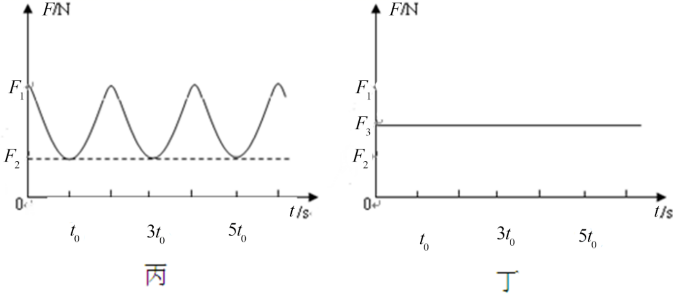 F/N
F₁
F₂
0
t₀
3t₀
5t₀
t/s
丙
F/N
F₁
F₃
F₂
0
t₀
3t₀
5t₀
t/s
丁